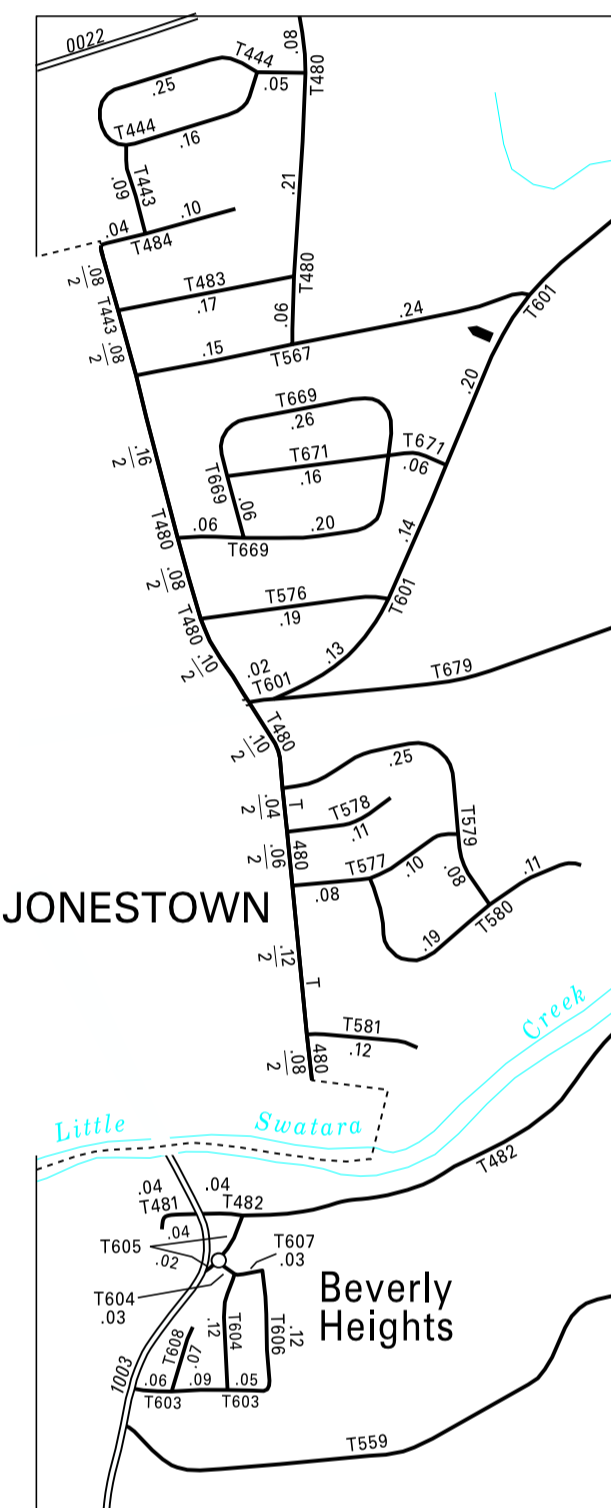 0022
T444
.08
T480
.25
.05
T444
.16
.09
T443
.21
.10
.04
T484
.08
2
T483
T480
.17
T443
.06
.24
T601
.08
2
.15
T567
.20
T669
.26
T671
T671
.16
.06
.16
2
T669
.06
T480
.06
.20
.14
T669
.08
2
T576
T601
.19
T480
.10
2
.02
.13
T601
T679
T480
.10
2
.25
T
.04
2
T578
.11
T579
480
.06
2
T577
.10
.08
.11
.08
JONESTOWN
T580
.19
.12
2
T
Creek
T581
.12
480
.08
2
Little
Swatara
T482
.04
.04
T481
T482
.04
T605
T607
.02
.03
T604
.03
Beverly
Heights
.12
T604
T606
.12
T608
.07
1003
.06
.09
.05
T603
T603
T559